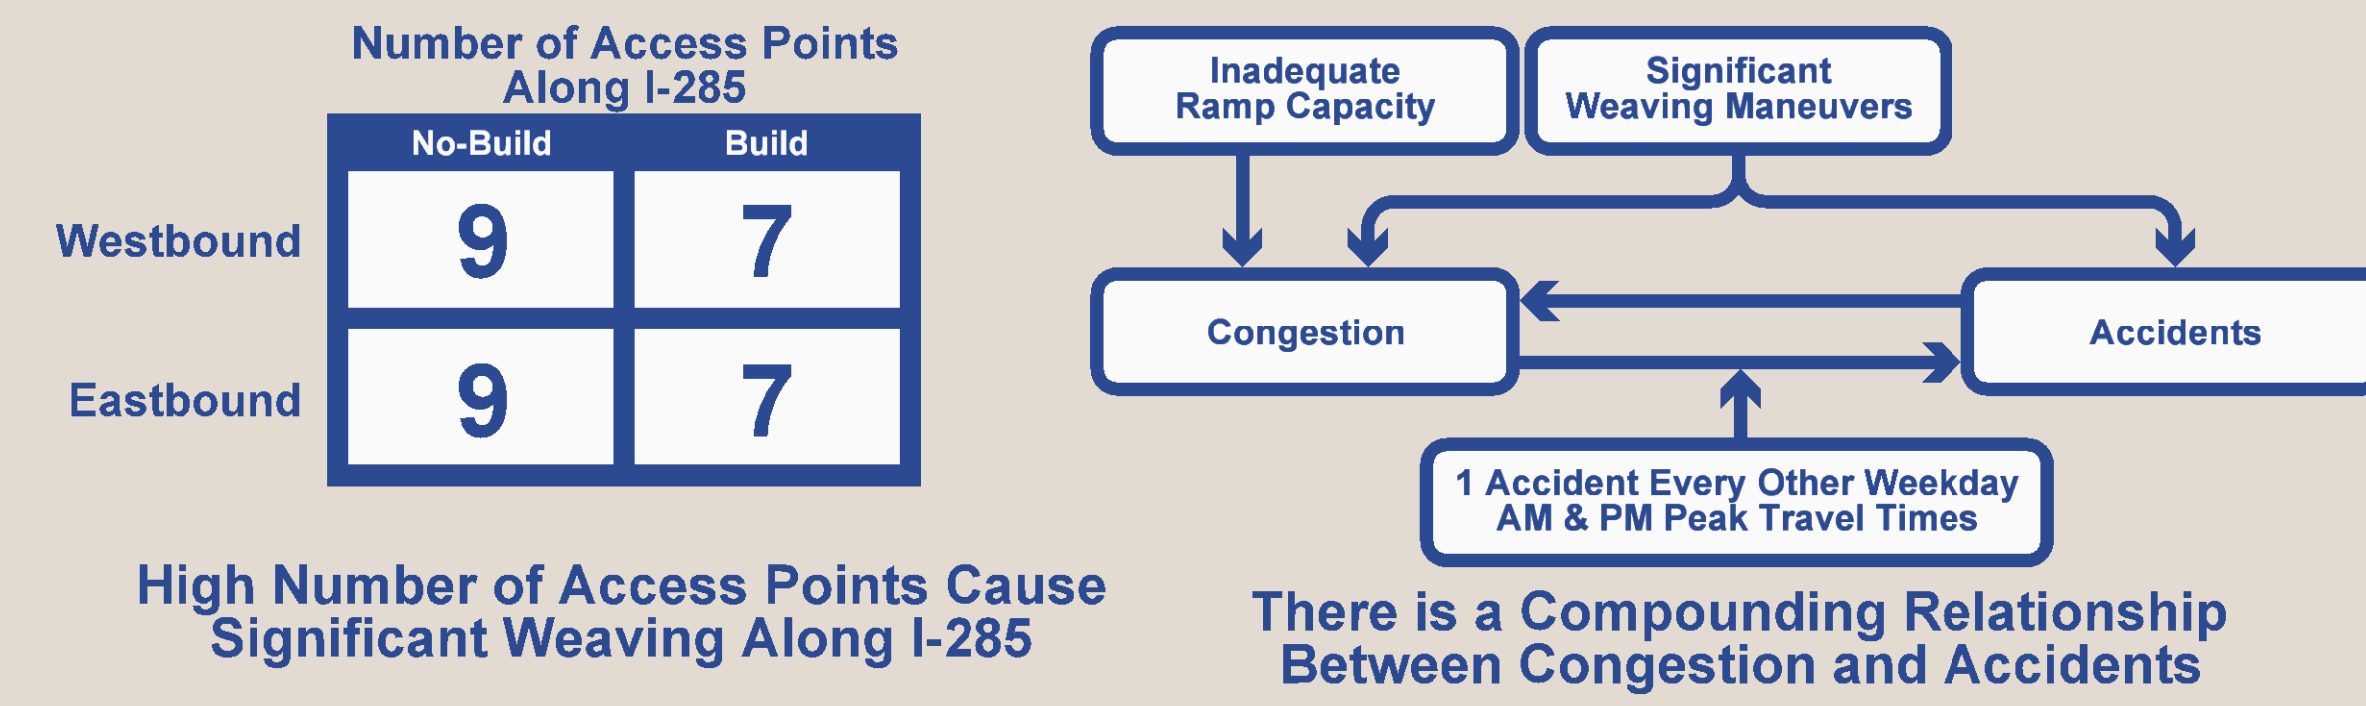 Number of Access Points
Along I-285
No-Build Build
Westbound 9 7
Eastbound 9 7
High Number of Access Points Cause
Significant Weaving Along I-285
Inadequate
Ramp Capacity
Significant
Weaving Maneuvers
Congestion
Accidents
1 Accident Every Other Weekday
AM & PM Peak Travel Times
There is a Compounding Relationship
Between Congestion and Accidents